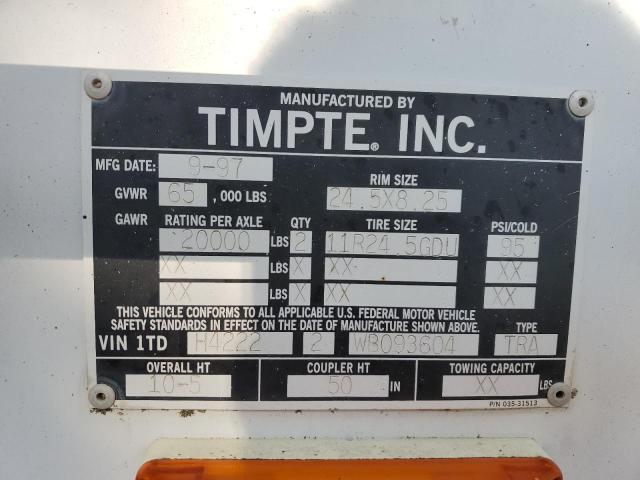 MANUFACTURED BY
TIMPTE® INC.
MFG DATE: 9-97
RIM SIZE
GVWR 65 ,000 LBS 24.5X8.25
GAWR RATING PER AXLE QTY TIRE SIZE PSI/COLD
20000 LBS 2 11R24.5GDU 95
XX LBS X XX XX
XX LBS X XX XX
THIS VEHICLE CONFORMS TO ALL APPLICABLE U.S. FEDERAL MOTOR VEHICLE
SAFETY STANDARDS IN EFFECT ON THE DATE OF MANUFACTURE SHOWN ABOVE. TYPE
VIN 1TD H4222 2 WB093604 TRA
OVERALL HT COUPLER HT TOWING CAPACITY
10-5 50 IN XX LBS
P/N 035-31513